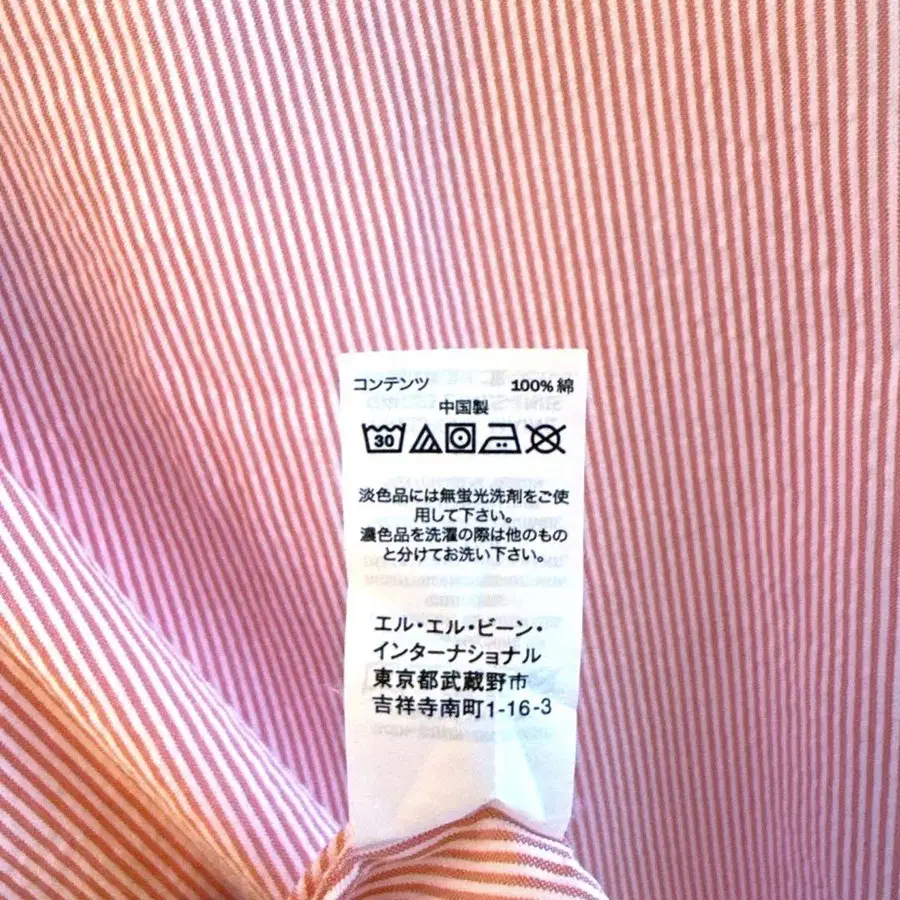 コンテンツ 100% 綿
中国製
30
淡色品には無蛍光洗剤をご使
用して下さい。
濃色品を洗濯の際は他のもの
と分けてお洗い下さい。
エル・エル・ビーン・
インターナショナル
東京都武蔵野市
吉祥寺南町1-16-3